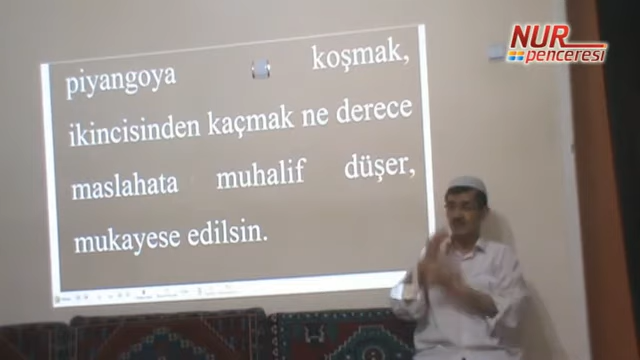 NUR
penceresi
piyangoya koşmak,
ikincisinden kaçmak ne derece
maslahata muhalif düşer,
mukayese edilsin.